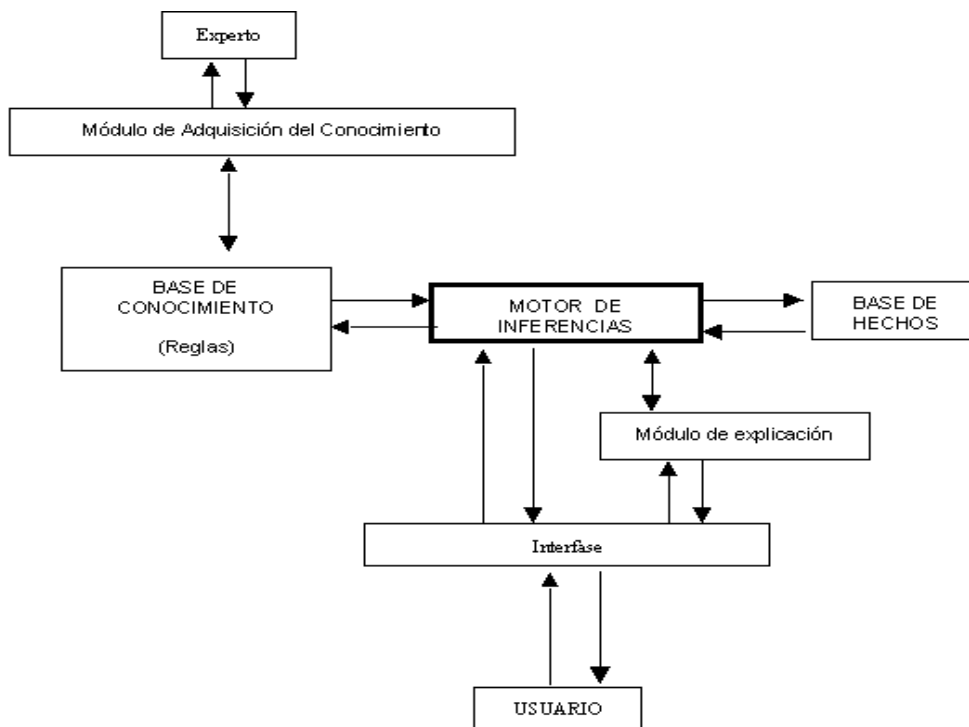 Experto
Módulo de Adquisición del Conocimiento
BASE DE
CONOCIMIENTO
(Reglas)
MOTOR DE
INFERENCIAS
BASE DE
HECHOS
Módulo de explicación
Interfase
USUARIO